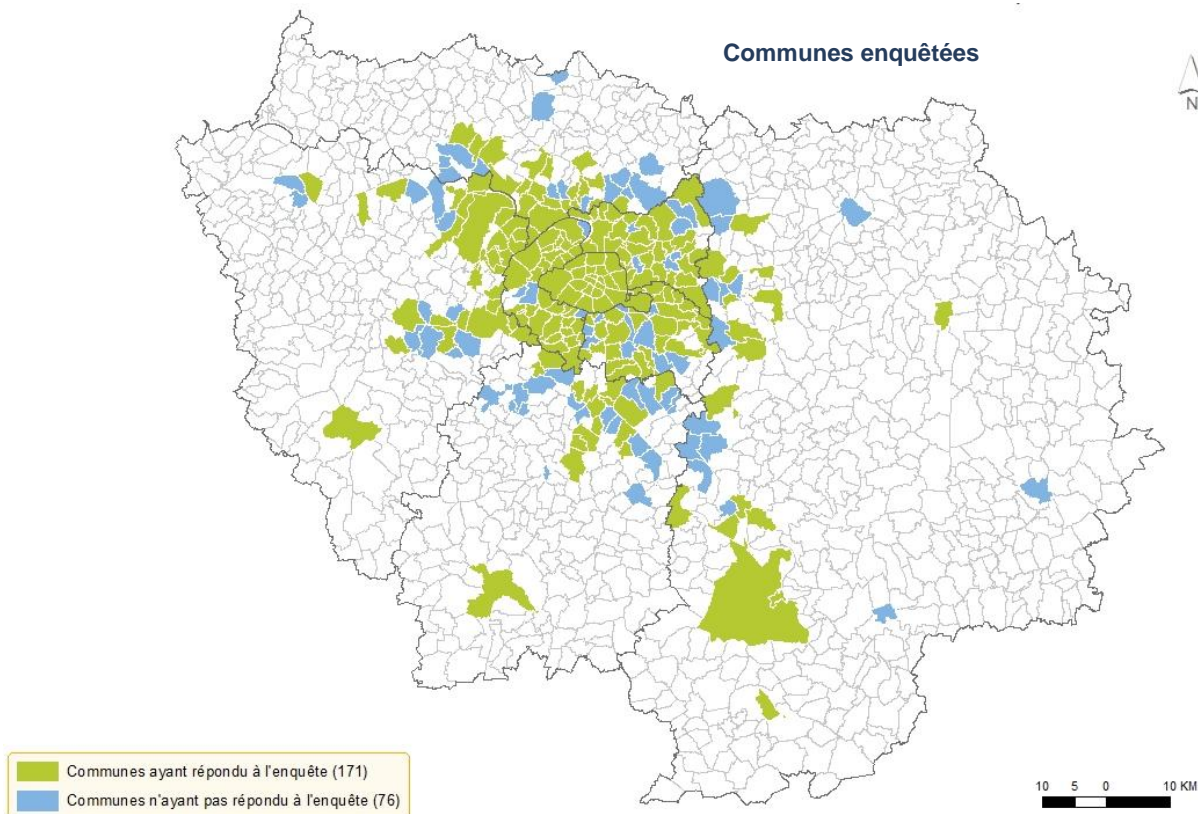 Communes enquêtées
N
Communes ayant répondu à l'enquête (171)
Communes n'ayant pas répondu à l'enquête (76)
10 5 0 10 KM